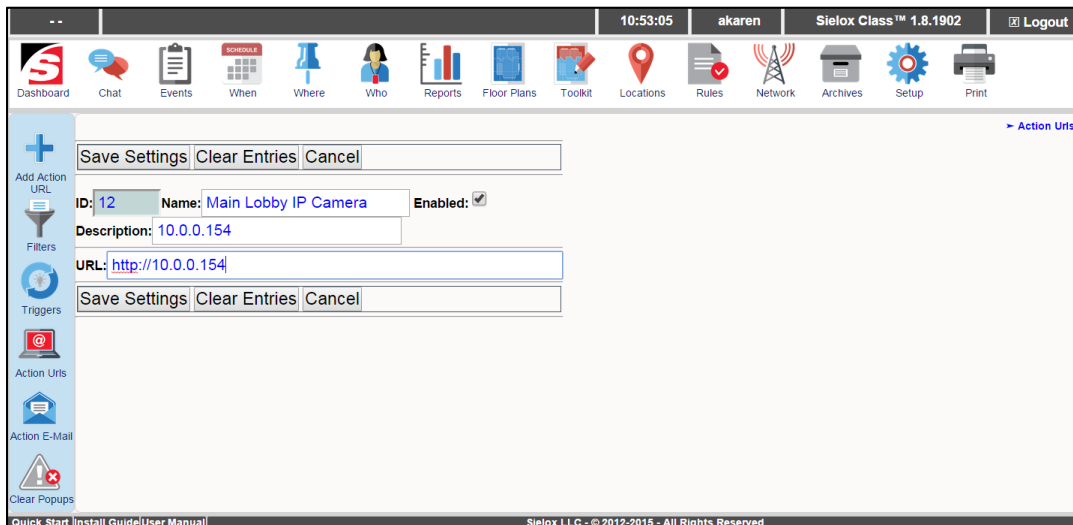 - - 10:53:05 akaren Sielox Class™ 1.8.1902 X Logout
SCHEDULE
Dashboard Chat Events When Where Who Reports Floor Plans Toolkit Locations Rules Network Archives Setup Print
► Action Urls
Add Action
URL
Filters
Triggers
@
Action Urls
Action E-Mail
Clear Popups
Save Settings Clear Entries Cancel
ID: 12 Name: Main Lobby IP Camera Enabled:
Description: 10.0.0.154
URL: http://10.0.0.154
Save Settings Clear Entries Cancel
Quick Start|Install Guide|User Manual| Sielox LLC - © 2012-2015 - All Rights Reserved